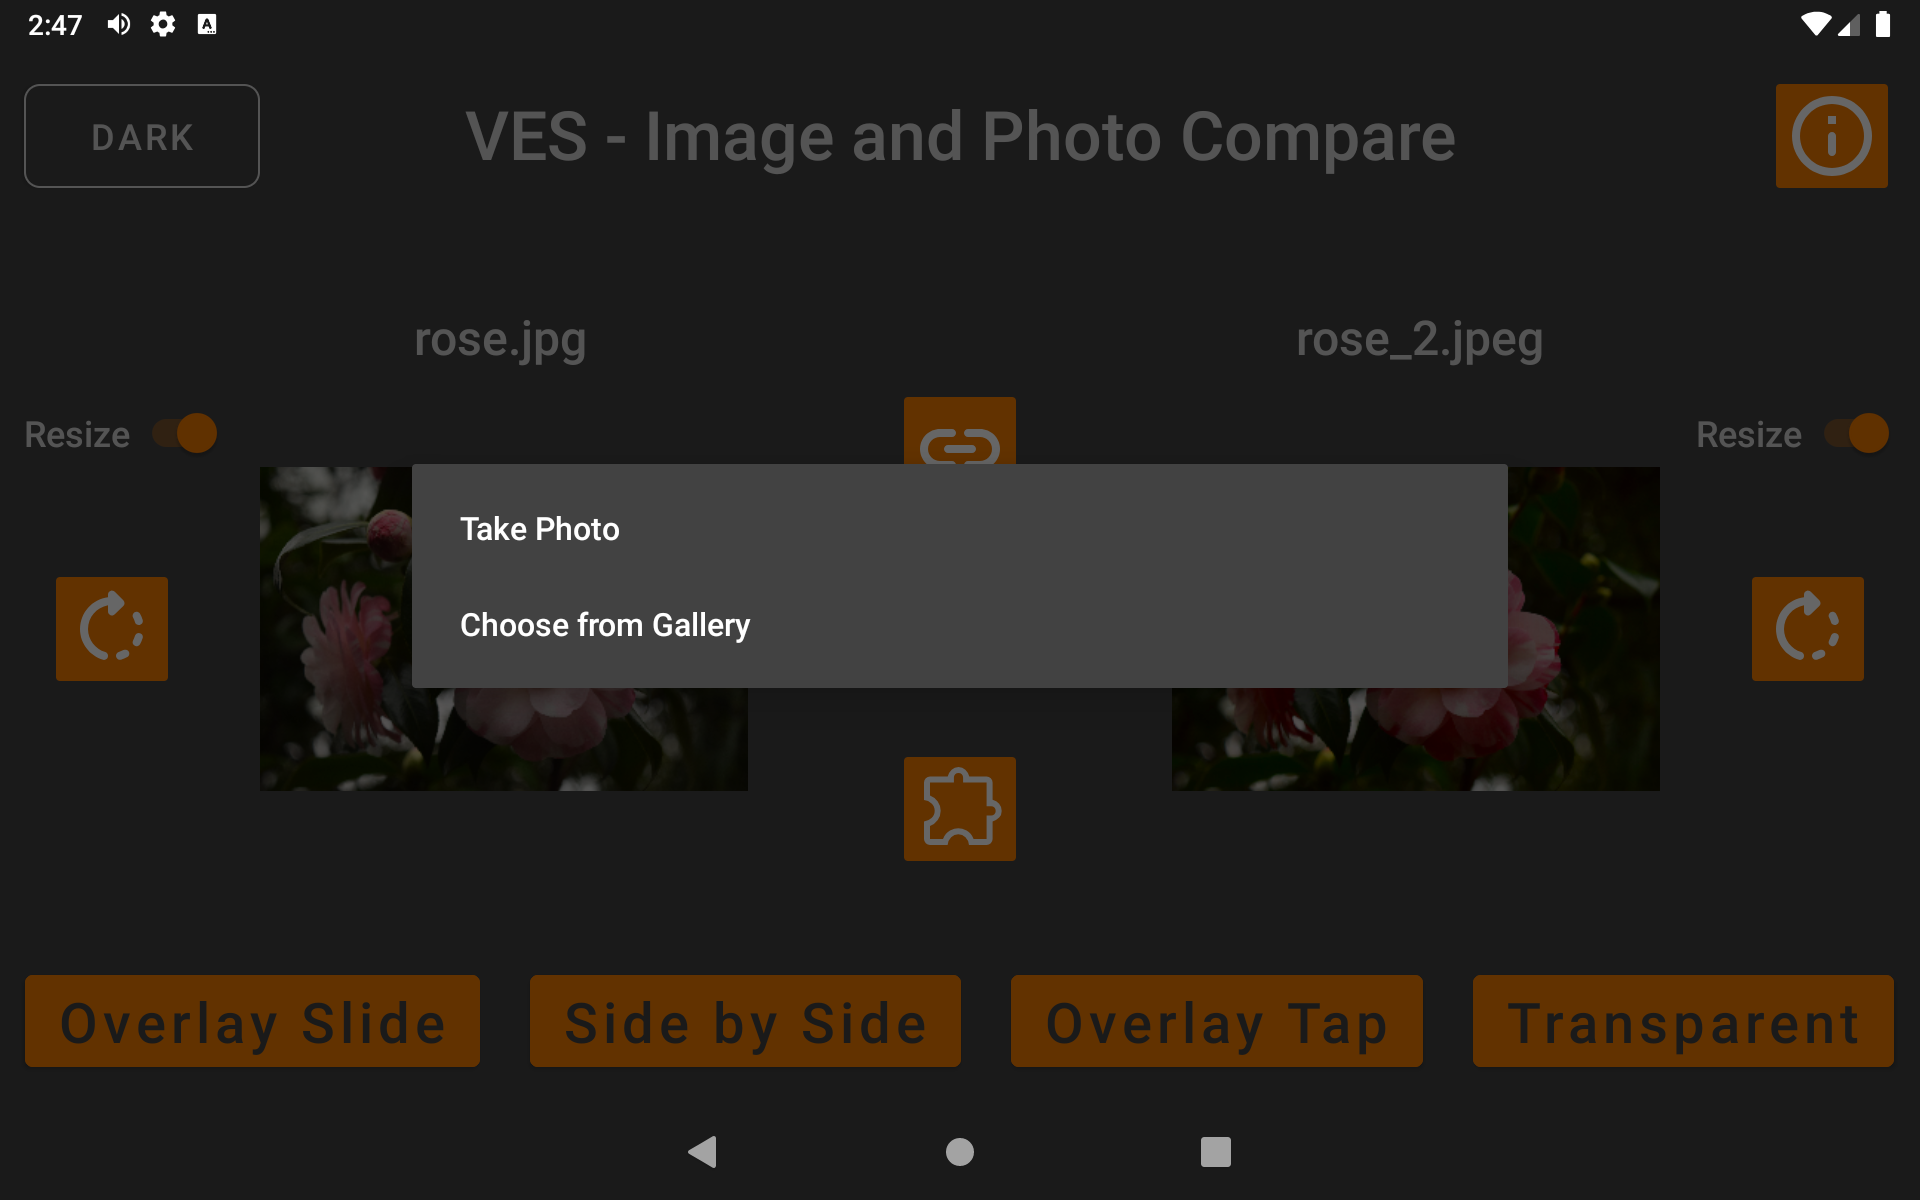 2:47
DARK
VES - Image and Photo Compare
rose.jpg
rose_2.jpeg
Resize
Resize
Take Photo
Choose from Gallery
Overlay Slide
Side by Side
Overlay Tap
Transparent